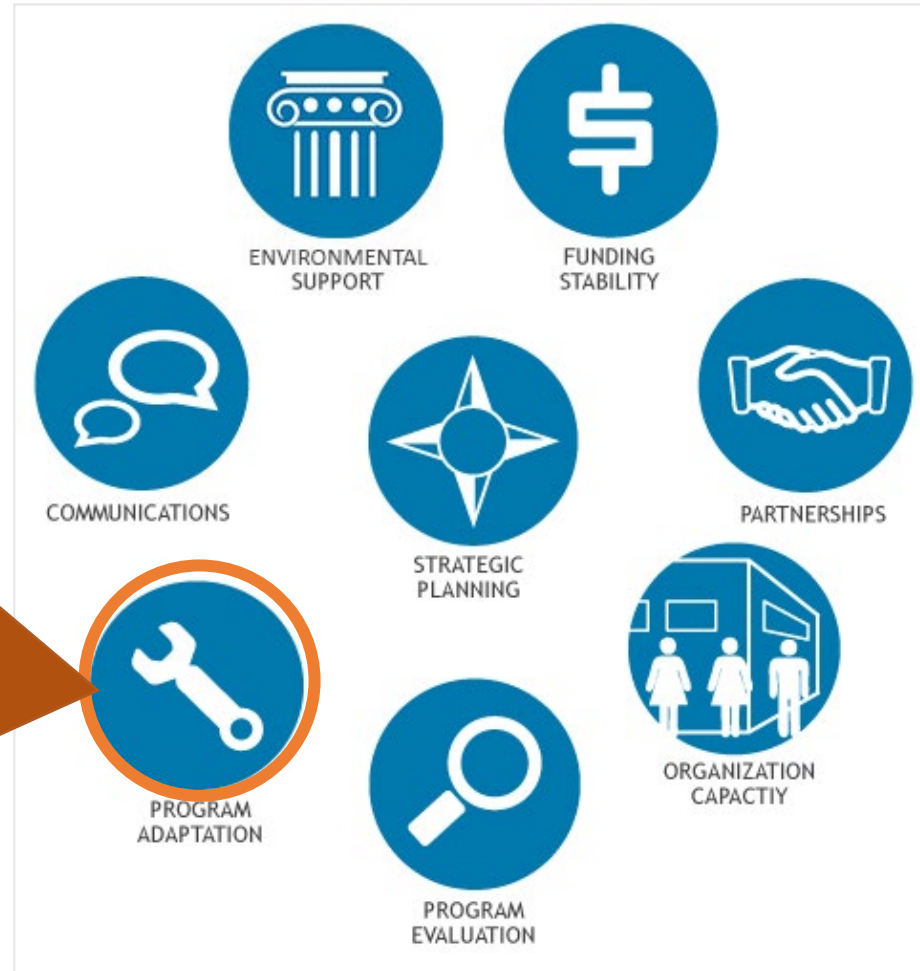 ENVIRONMENTAL
SUPPORT
FUNDING
STABILITY
COMMUNICATIONS
STRATEGIC
PLANNING
PARTNERSHIPS
PROGRAM
ADAPTATION
PROGRAM
EVALUATION
ORGANIZATION
CAPACTIY